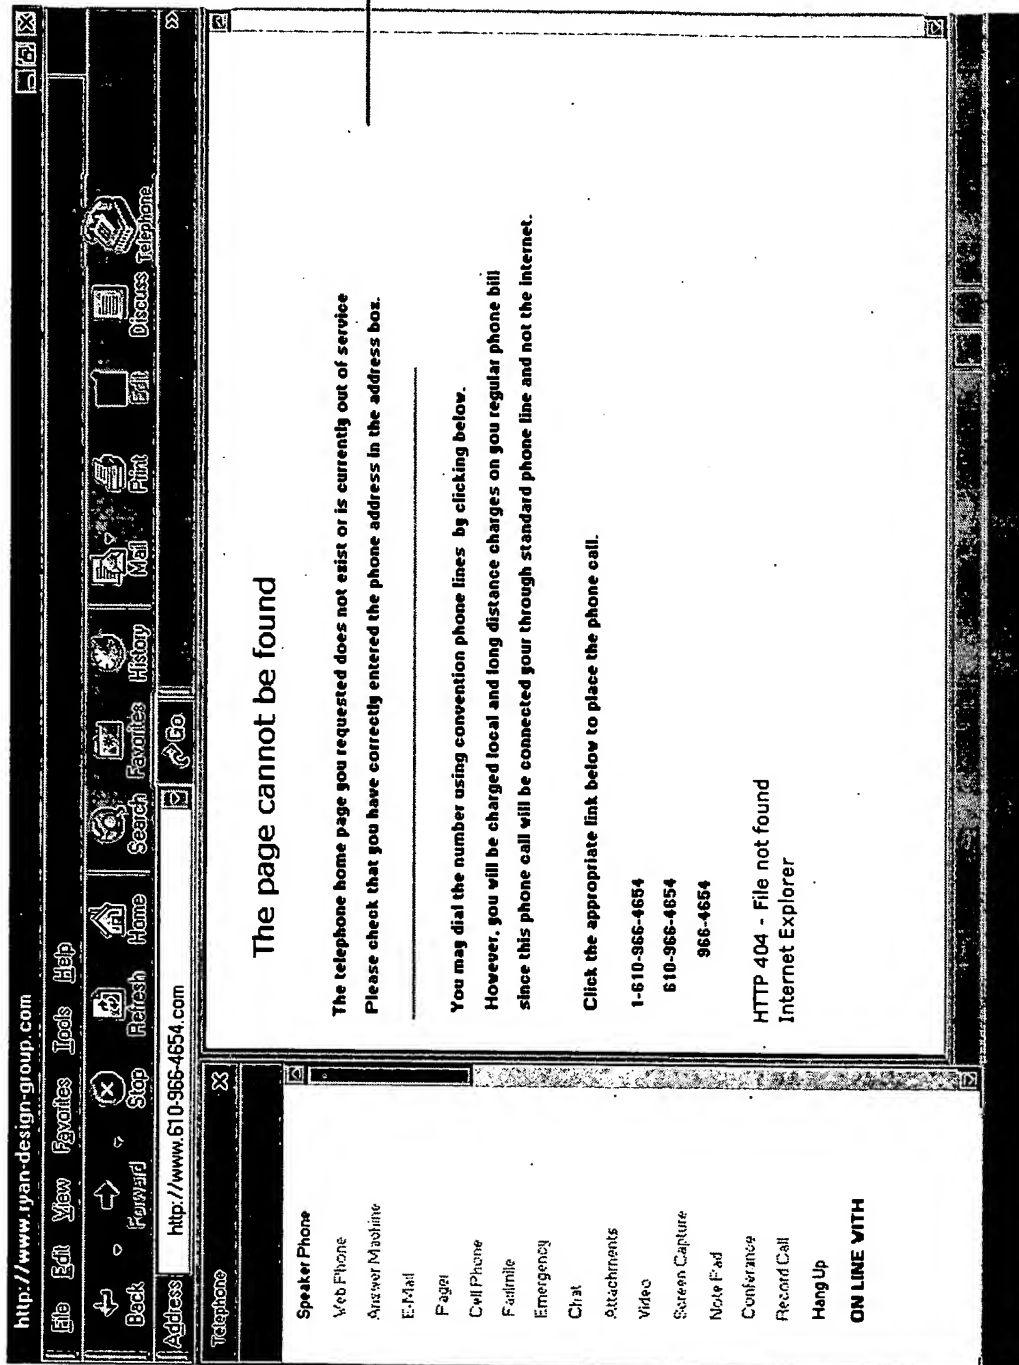 http://www.ryan-design-group.com
File Edit View Favorites Tools Help
Back Forward Stop Refresh Home Search Favorites History Mail Print Edit Discuss Telephone
Address http://www.610-966-4654.com Go
Telephone
Speaker Phone
Web Phone
Answer Machine
E-Mail
Pager
Cell Phone
Faximile
Emergency
Chat
Attachments
Video
Screen Capture
Note Pad
Conferance
Record Call
Hang Up
ON LINE WITH
The page cannot be found
The telephone home page you requested does not exist or is currently out of service
Please check that you have correctly entered the phone address in the address box.
You may dial the number using convention phone lines by clicking below.
However, you will be charged local and long distance charges on you regular phone bill
since this phone call will be connected your through standard phone line and not the internet.
Click the appropriate link below to place the phone call.
1-610-966-4654
610-966-4654
966-4654
HTTP 404 - File not found
Internet Explorer